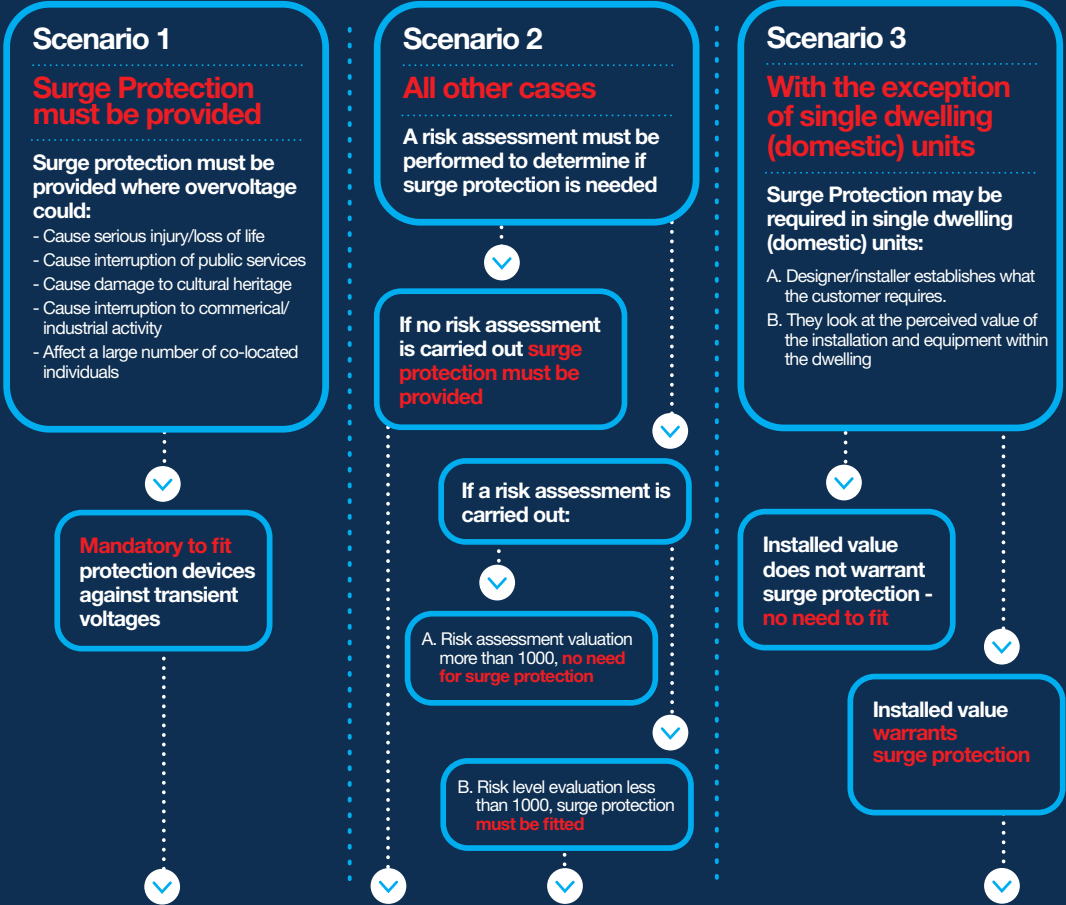 Scenario 1
Surge Protection
must be provided
Surge protection must be
provided where overvoltage
could:
- Cause serious injury/loss of life
- Cause interruption of public services
- Cause damage to cultural heritage
- Cause interruption to commerical/
industrial activity
- Affect a large number of co-located
individuals
Mandatory to fit
protection devices
against transient
voltages
Scenario 2
All other cases
A risk assessment must be
performed to determine if
surge protection is needed
If no risk assessment
is carried out surge
protection must be
provided
If a risk assessment is
carried out:
A. Risk assessment valuation
more than 1000, no need
for surge protection
B. Risk level evaluation less
than 1000, surge protection
must be fitted
Scenario 3
With the exception
of single dwelling
(domestic) units
Surge Protection may be
required in single dwelling
(domestic) units:
A. Designer/installer establishes what
the customer requires.
B. They look at the perceived value of
the installation and equipment within
the dwelling
Installed value
does not warrant
surge protection -
no need to fit
Installed value
warrants
surge protection